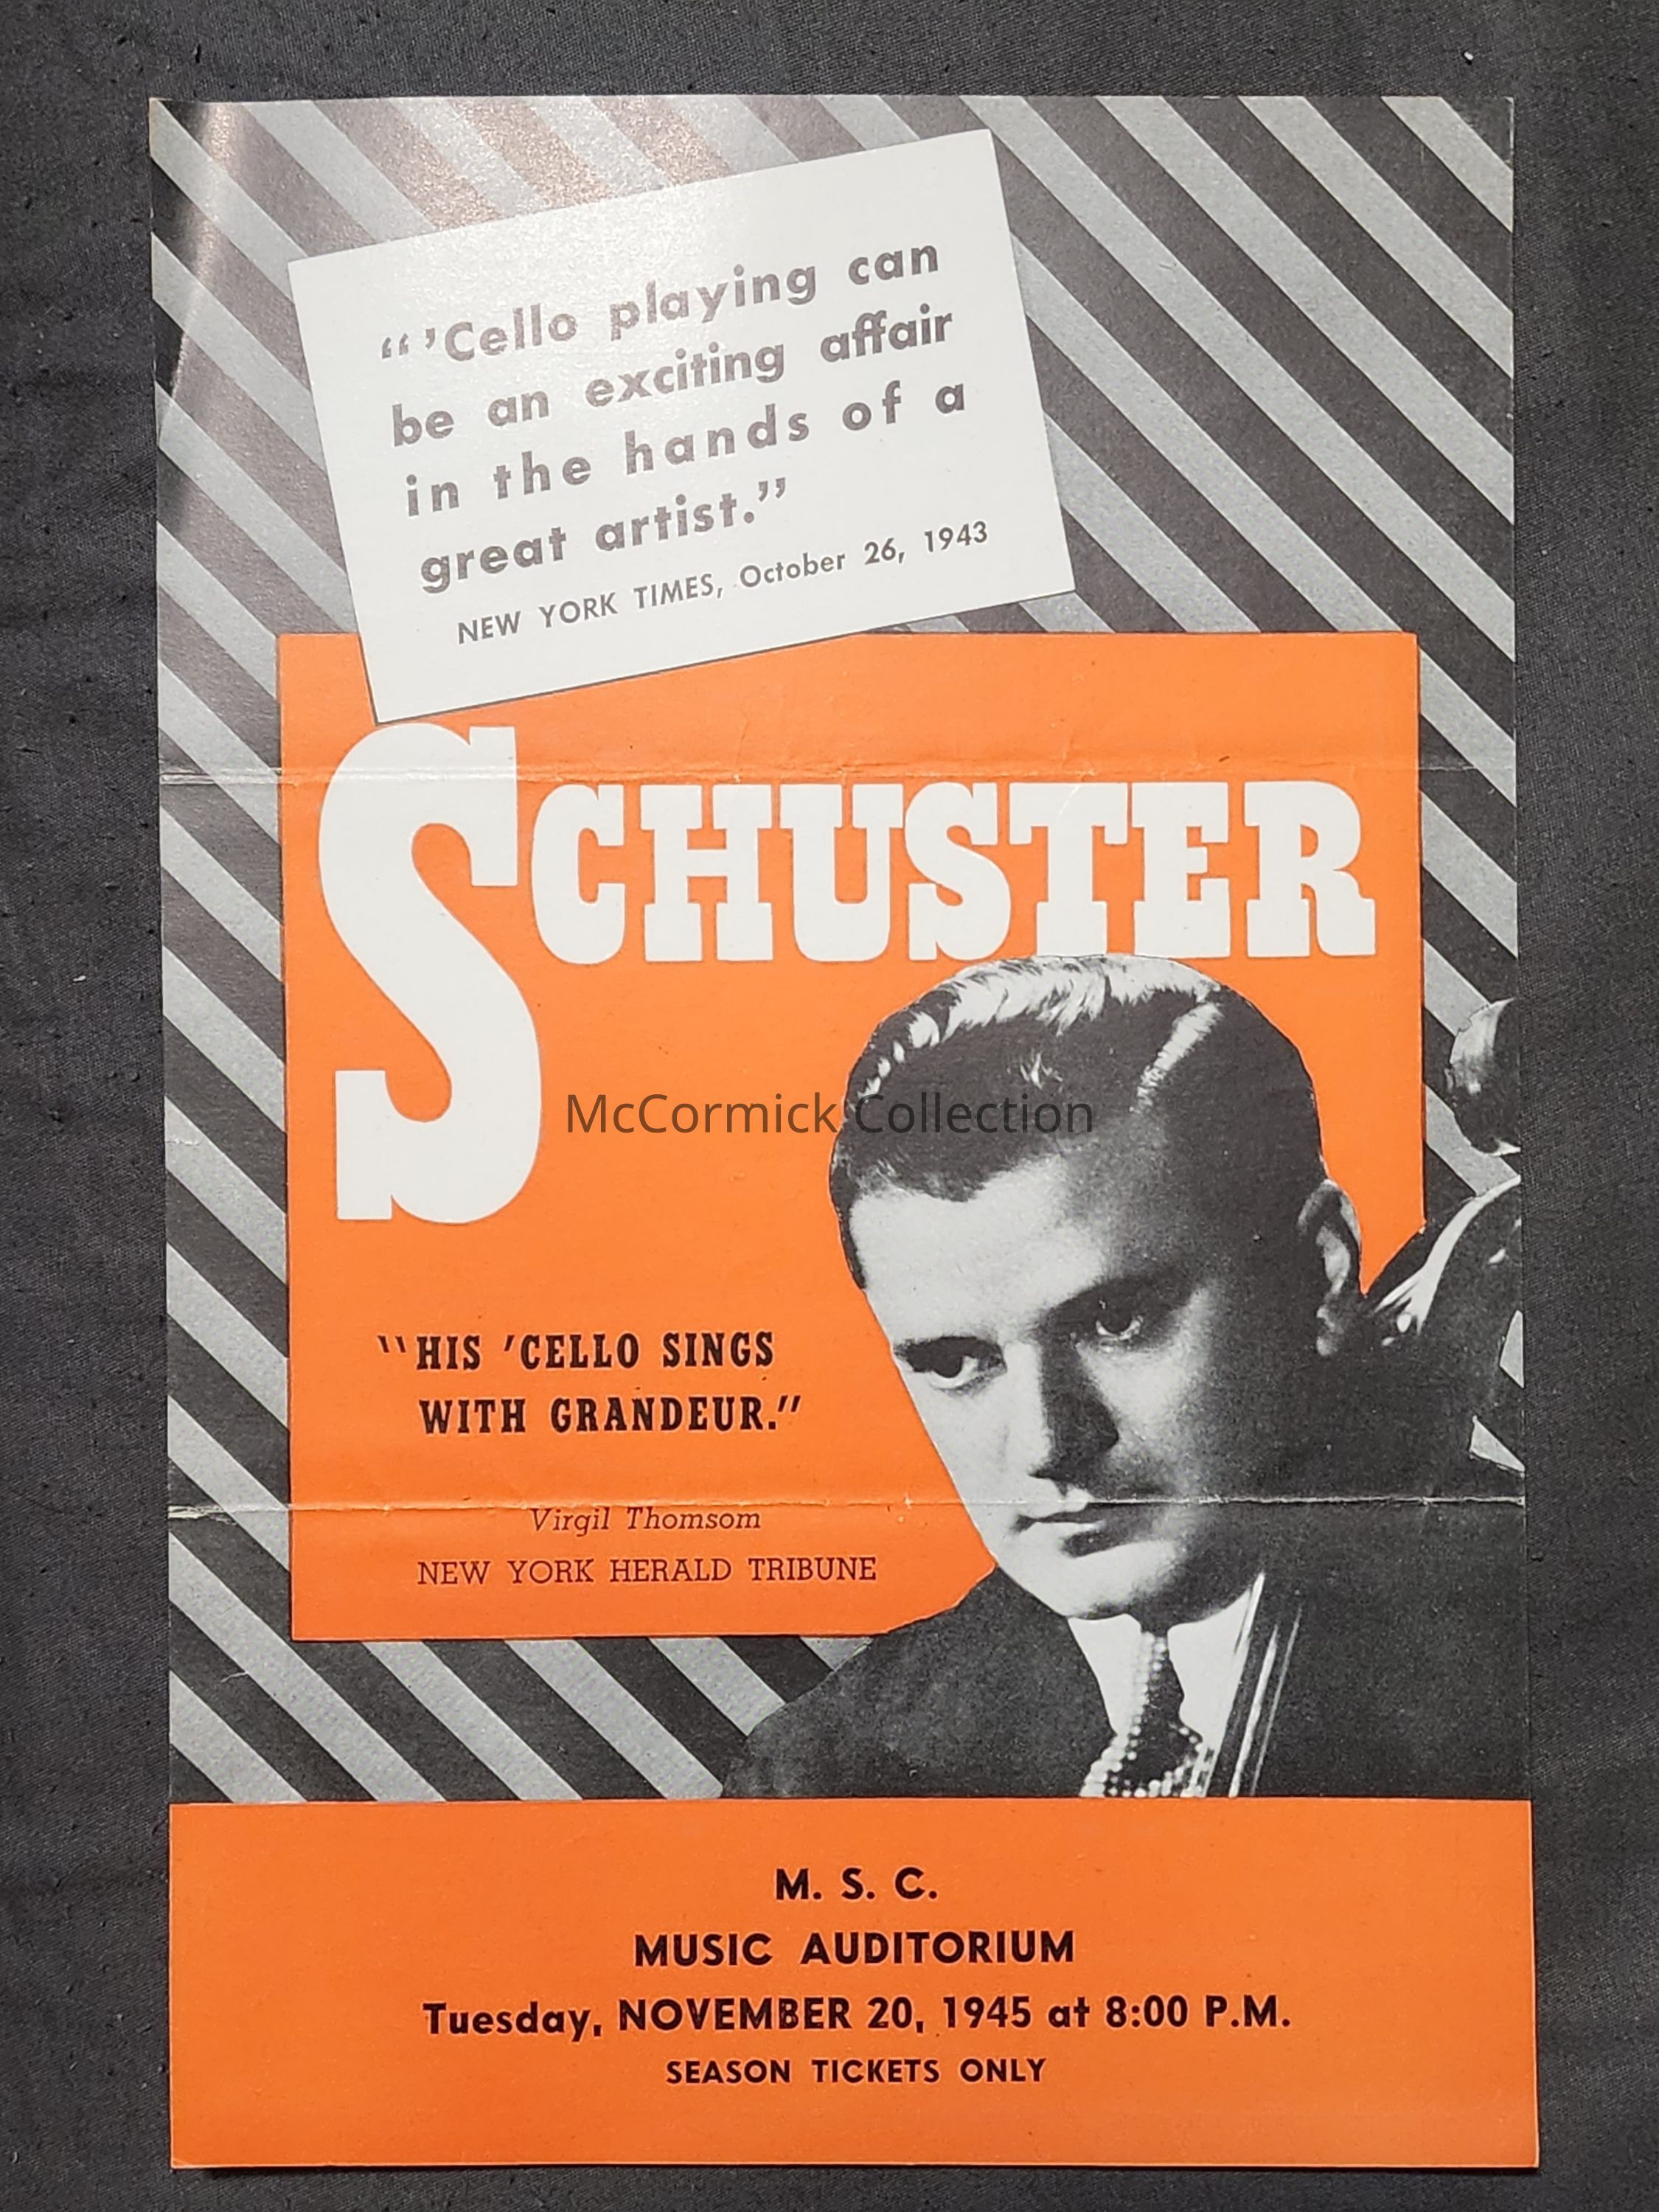 “’Cello playing can
be an exciting affair
in the hands of a
great artist.”
NEW YORK TIMES, October 26, 1943
SCHUSTER
McCormick Collection
"HIS 'CELLO SINGS
WITH GRANDEUR."
Virgil Thomsom
NEW YORK HERALD TRIBUNE
M. S. C.
MUSIC AUDITORIUM
Tuesday, NOVEMBER 20, 1945 at 8:00 P.M.
SEASON TICKETS ONLY